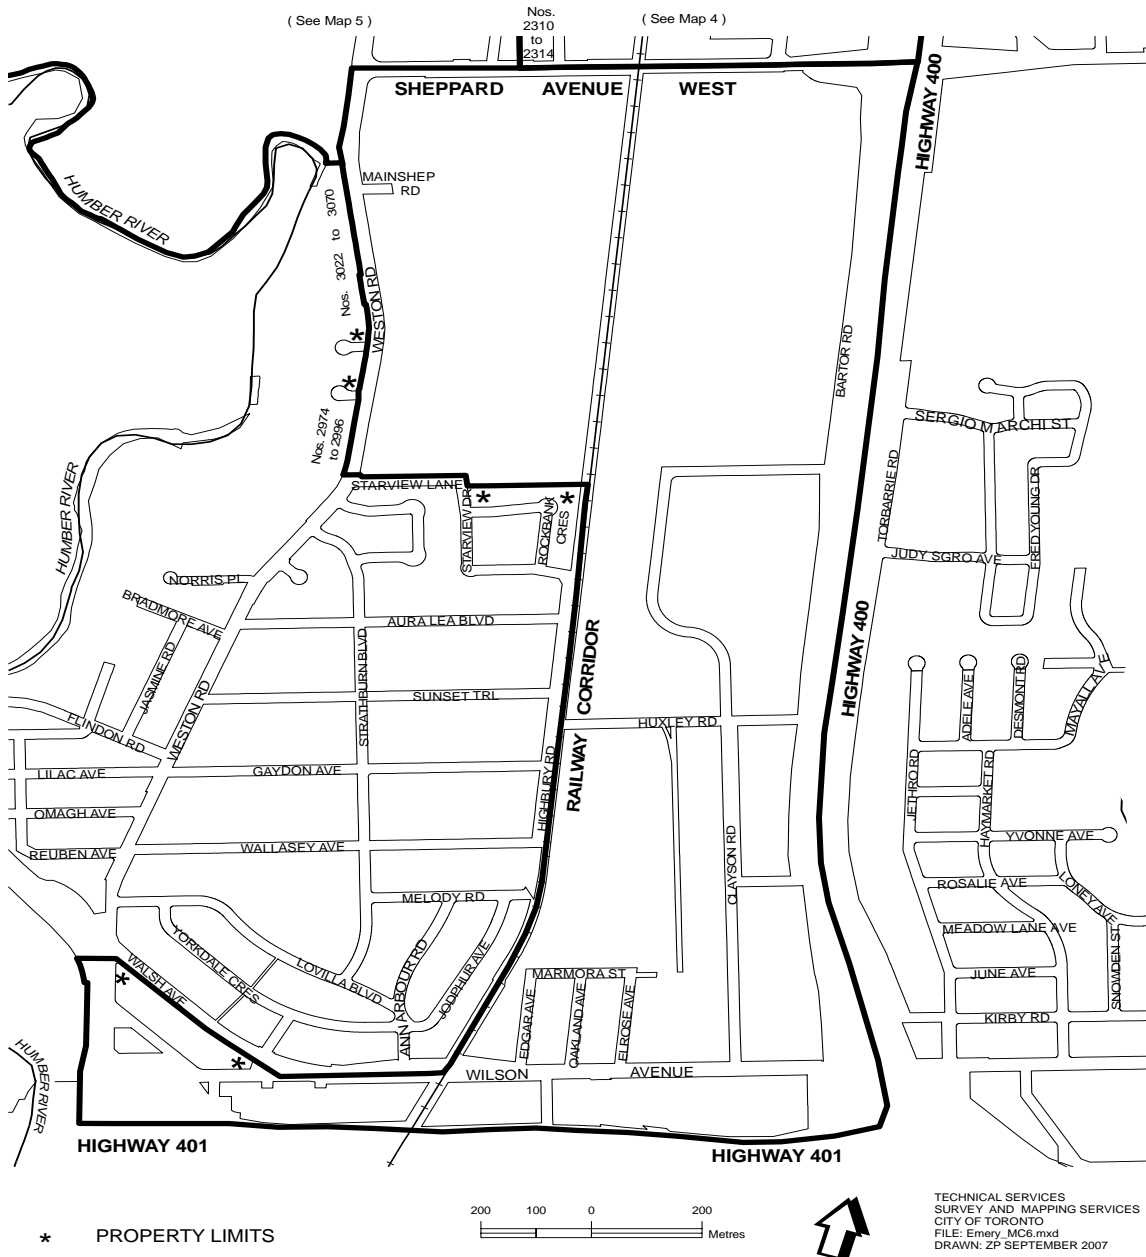 ( See Map 5 )
Nos.
2310
to
2314
( See Map 4 )
SHEPPARD AVENUE WEST
HIGHWAY 400
HUMBER RIVER
MAINSHEP
RD
Nos. 3022 to 3070
WESTON RD
BARTOR RD
Nos. 2974
to 2996
SERGIO MARCHI ST
STARVIEW LANE
STARVIEW DR
ROCKBANK
CRES
TORBARRIE RD
FRED YOUNG DR
JUDY SGRO AVE
HUMBER RIVER
NORRIS PL
BRADMORE AVE
AURA LEA BLVD
JASMINE RD
STRATHBURN BLVD
SUNSET TRL
RAILWAY CORRIDOR
HIGHWAY 400
ADELE AVE
DESMONT RD
MAYALL AVE
FLINDON RD
WESTON RD
HUXLEY RD
LILAC AVE
GAYDON AVE
HIGHBURY RD
JETHRO RD
HAYMARKET RD
OMAGH AVE
REUBEN AVE
WALLASEY AVE
CLAYSON RD
YVONNE AVE
ROSALIE AVE
LONEY AVE
MELODY RD
MEADOW LANE AVE
SNOWDEN ST
YORKDALE CRES
WALSH AVE
LOVILLA BLVD
ANN ARBOUR RD
JODPHUR AVE
MARMORA ST
JUNE AVE
EDGAR AVE
OAKLAND AVE
ELROSE AVE
KIRBY RD
HUMBER RIVER
WILSON AVENUE
HIGHWAY 401
HIGHWAY 401
* PROPERTY LIMITS
200 100 0 200
Metres
TECHNICAL SERVICES
SURVEY AND MAPPING SERVICES
CITY OF TORONTO
FILE: Emery_MC6.mxd
DRAWN: ZP SEPTEMBER 2007